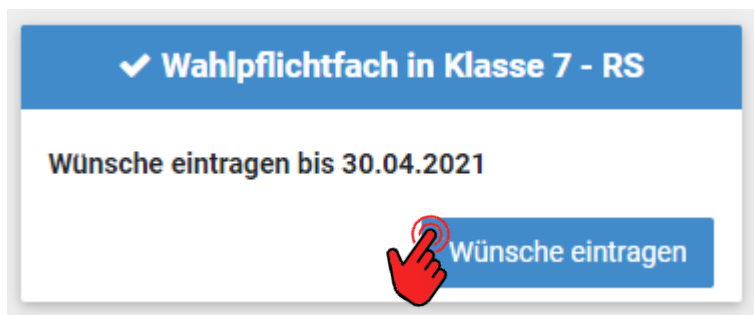 Wahlpflichtfach in Klasse 7 - RS
Wünsche eintragen bis 30.04.2021
Wünsche eintragen